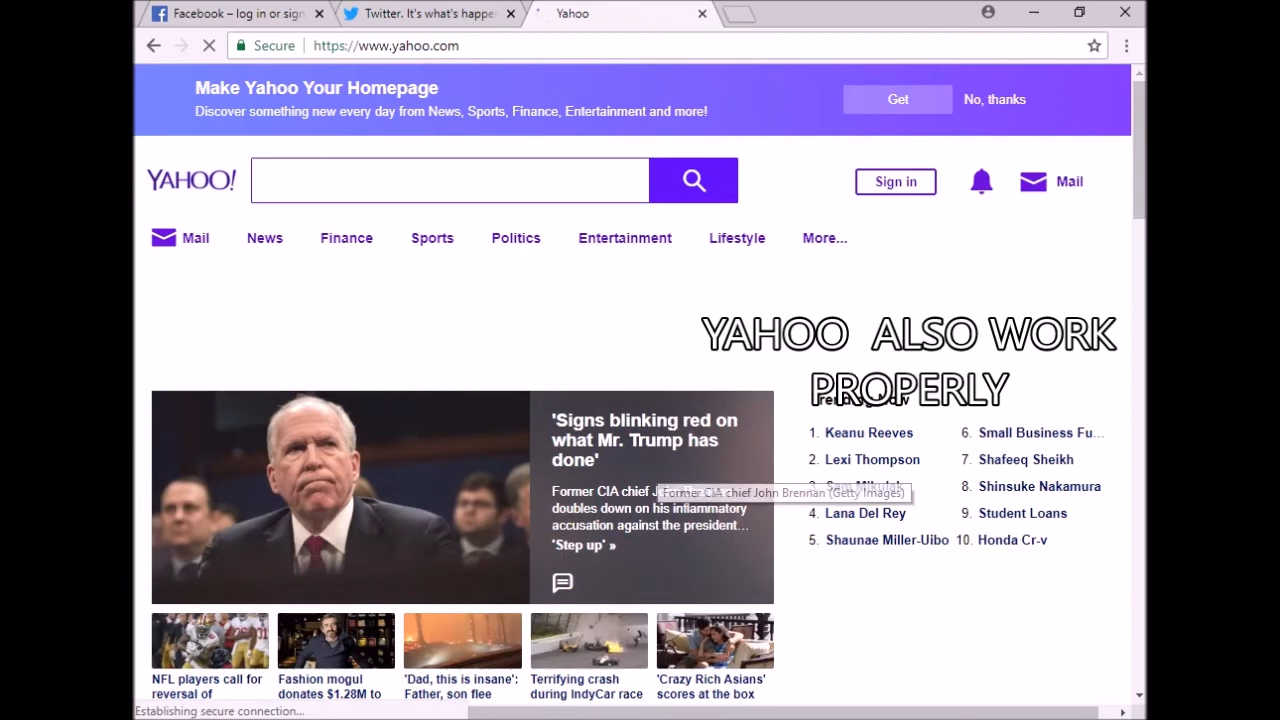 Facebook – log in or sign
Twitter. It's what's happe
Yahoo
Secure
https://www.yahoo.com
Make Yahoo Your Homepage
Discover something new every day from News, Sports, Finance, Entertainment and more!
Get
No, thanks
YAHOO!
Sign in
Mail
Mail
News
Finance
Sports
Politics
Entertainment
Lifestyle
More...
YAHOO ALSO WORK
PROPERLY
'Signs blinking red on
what Mr. Trump has
done'
Former CIA chief
doubles down on his inflammatory
accusation against the president...
'Step up' »
Former CIA chief John Brennan (Getty Images)
1. Keanu Reeves
2. Lexi Thompson
3. Sam Mikulak
4. Lana Del Rey
5. Shaunae Miller-Uibo
6. Small Business Fu...
7. Shafeeq Sheikh
8. Shinsuke Nakamura
9. Student Loans
10. Honda Cr-v
NFL players call for
reversal of
Fashion mogul
donates $1.28M to
'Dad, this is insane':
Father, son flee
Terrifying crash
during IndyCar race
'Crazy Rich Asians'
scores at the box
Establishing secure connection...